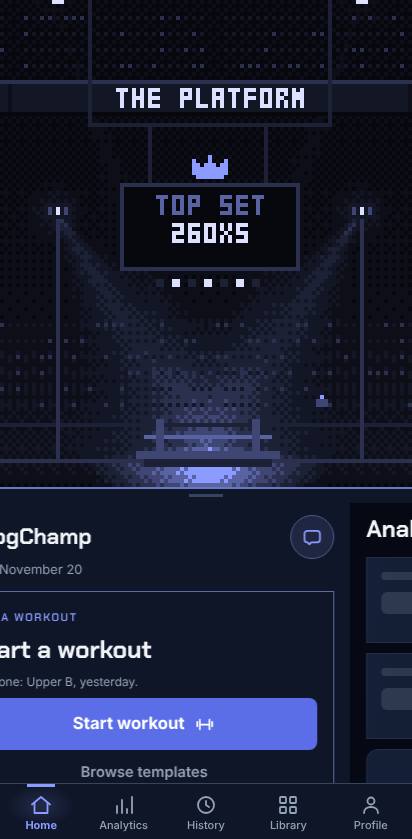 THE PLATFORM
TOP SET
260X5
ogChamp
Anal
November 20
A WORKOUT
art a workout
one: Upper B, yesterday.
Start workout
Browse templates
Home
Analytics
History
Library
Profile